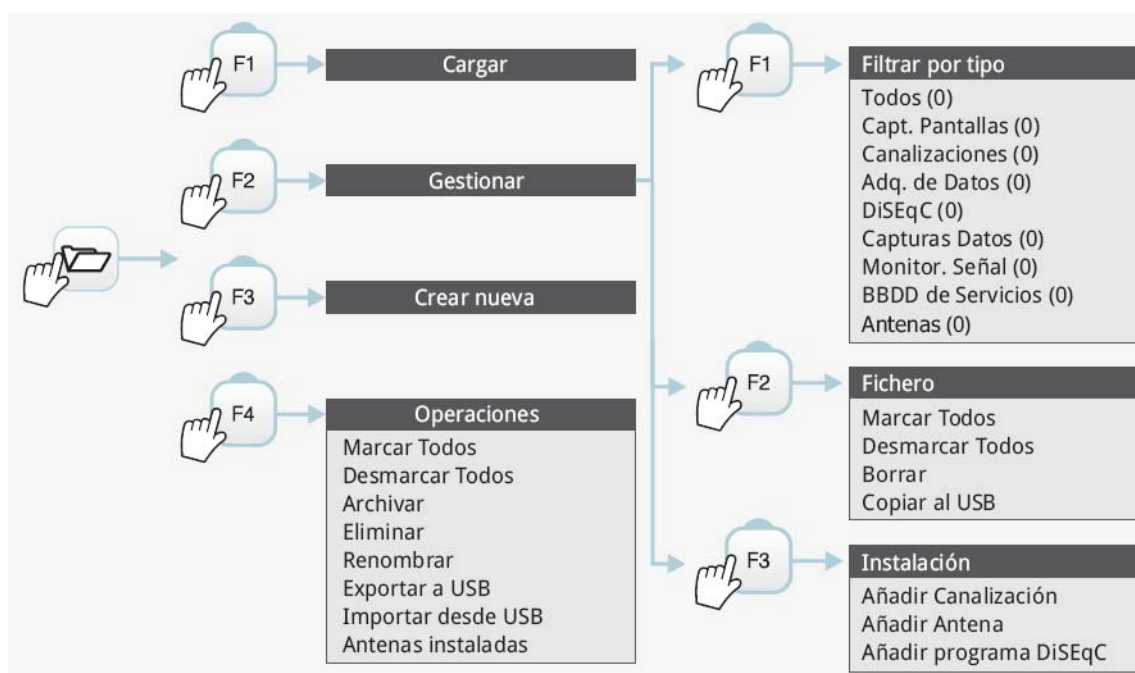 F1
Cargar
F2
Gestionar
F3
Crear nueva
F4
Operaciones
Marcar Todos
Desmarcar Todos
Archivar
Eliminar
Renombrar
Exportar a USB
Importar desde USB
Antenas instaladas
F1
Filtrar por tipo
Todos (0)
Capt. Pantallas (0)
Canalizaciones (0)
Adq. de Datos (0)
DiSEqC (0)
Capturas Datos (0)
Monitor. Señal (0)
BBDD de Servicios (0)
Antenas (0)
F2
Fichero
Marcar Todos
Desmarcar Todos
Borrar
Copiar al USB
F3
Instalación
Añadir Canalización
Añadir Antena
Añadir programa DiSEqC